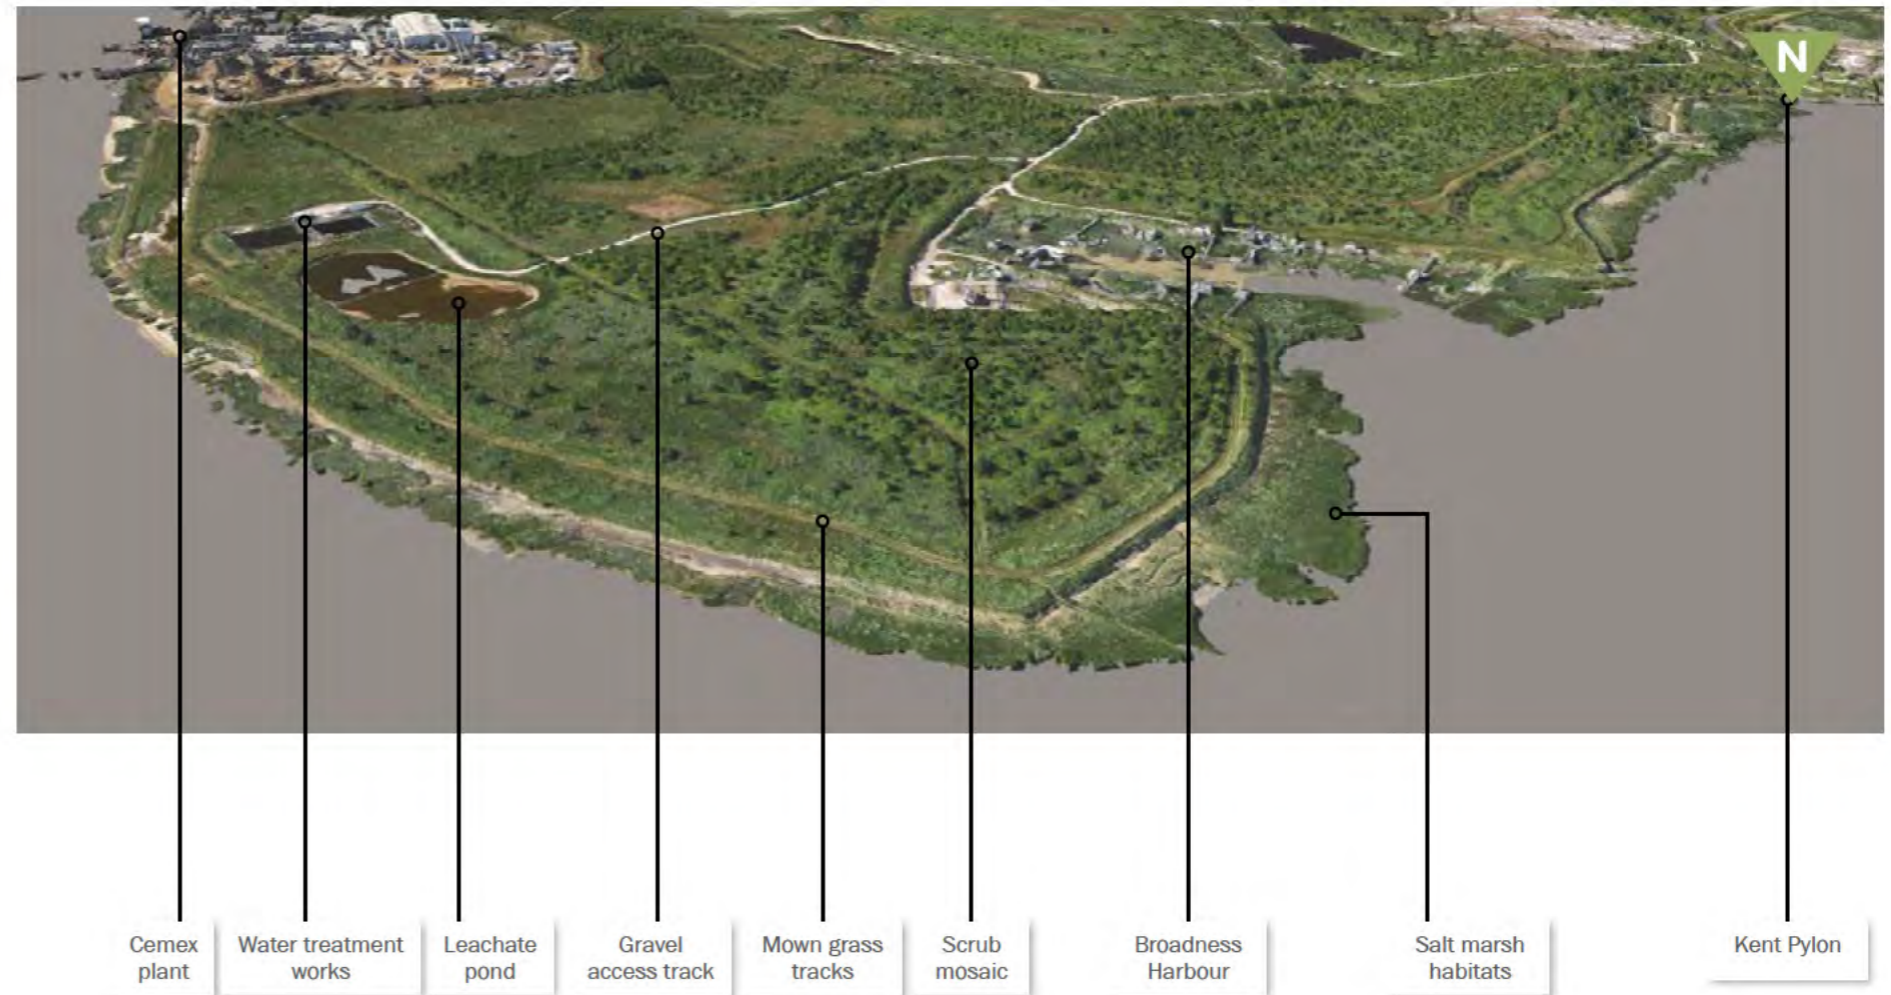 N
Cemex
plant
Water treatment
works
Leachate
pond
Gravel
access track
Mown grass
tracks
Scrub
mosaic
Broadness
Harbour
Salt marsh
habitats
Kent Pylon